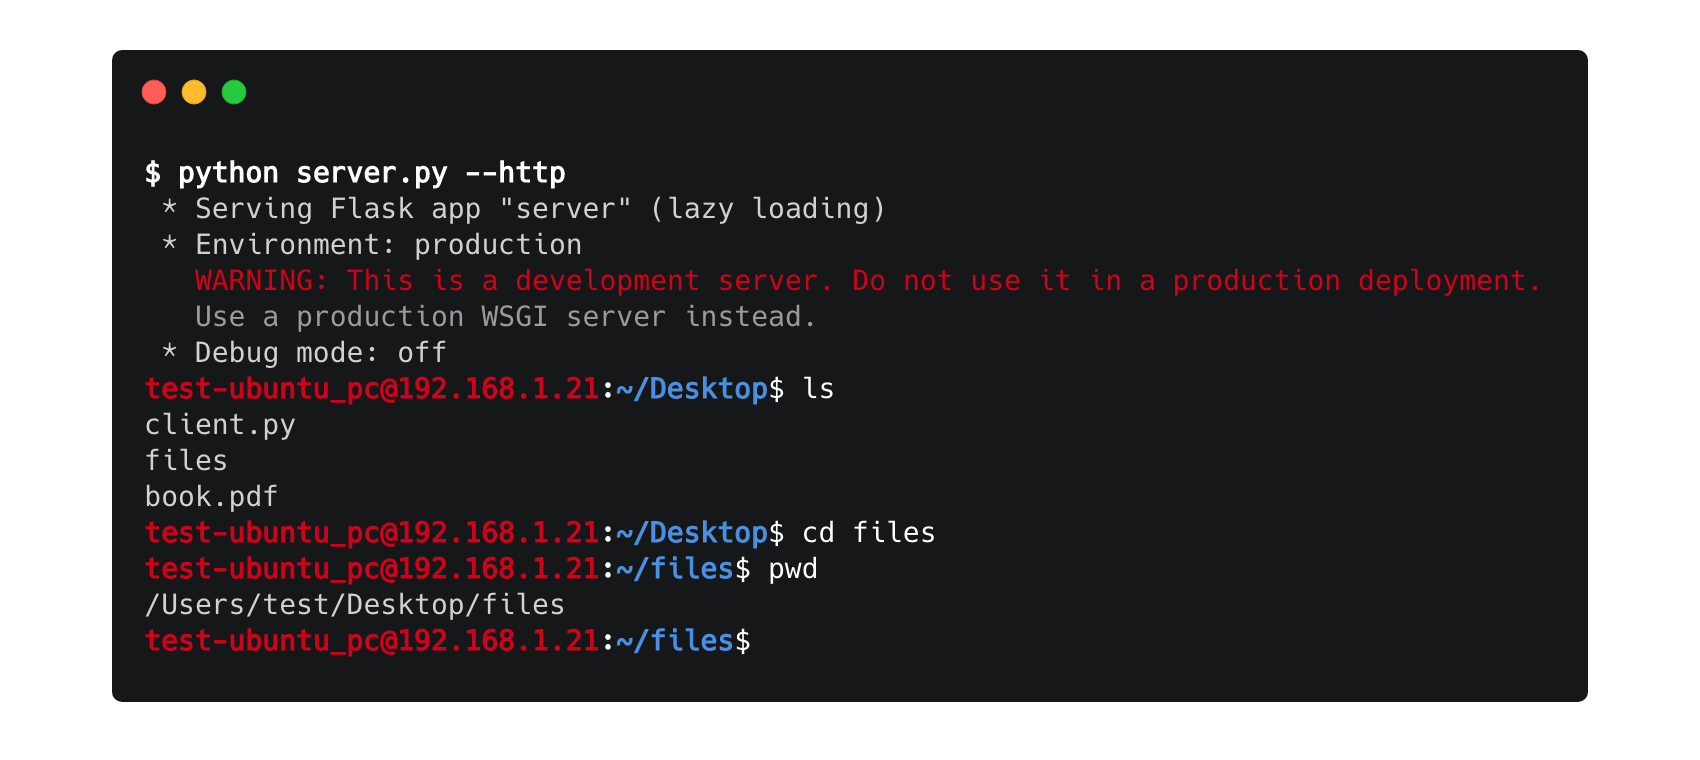 $ python server.py --http
 * Serving Flask app "server" (lazy loading)
 * Environment: production
   WARNING: This is a development server. Do not use it in a production deployment.
   Use a production WSGI server instead.
 * Debug mode: off
test-ubuntu_pc@192.168.1.21:~/Desktop$ ls
client.py
files
book.pdf
test-ubuntu_pc@192.168.1.21:~/Desktop$ cd files
test-ubuntu_pc@192.168.1.21:~/files$ pwd
/Users/test/Desktop/files
test-ubuntu_pc@192.168.1.21:~/files$